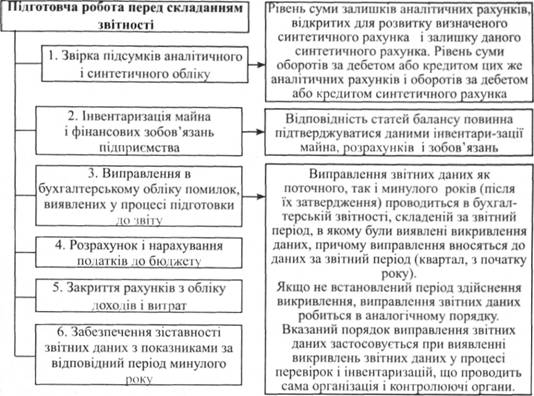 Підготовча робота перед складанням
звітності
1. Звірка підсумків аналітичного
і синтетичного обліку
Рівень суми залишків аналітичних рахунків,
відкритих для розвитку визначеного
синтетичного рахунка і залишку даного
синтетичного рахунка. Рівень суми
оборотів за дебетом або кредитом цих же
аналітичних рахунків і оборотів за дебетом
або кредитом синтетичного рахунка
2. Інвентаризація майна
і фінансових зобов'язань
підприємства
Відповідність статей балансу повинна
підтверджуватися даними інвентари-зації
майна, розрахунків і зобов'язань
3. Виправлення в
бухгалтерському обліку помилок,
виявлених у процесі підготовки
до звіту
Виправлення звітних даних як
поточного, так і минулого років (після
їх затвердження) проводиться в бухгал-
терській звітності, складеній за звітний
період, в якому були виявлені викривлення
даних, причому виправлення вносяться до
даних за звітний період (квартал, з початку
року).
Якщо не встановлений період здійснення
викривлення, виправлення звітних даних
робиться в аналогічному порядку.
Вказаний порядок виправлення звітних
даних застосовується при виявленні
викривлень звітних даних у процесі
перевірок і інвентаризацій, що проводить
сама організація і контролюючі органи.
4. Розрахунок і нарахування
податків до бюджету
5. Закриття рахунків з обліку
доходів і витрат
6. Забезпечення зіставності
звітних даних з показниками за
відповідний період минулого
року